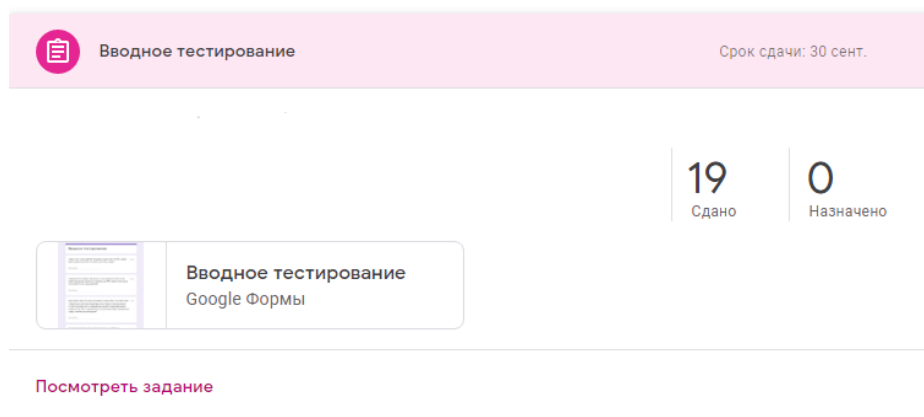 Вводное тестирование
Срок сдачи: 30 сент.
19
Сдано
0
Назначено
Вводное тестирование
Google Формы
Посмотреть задание